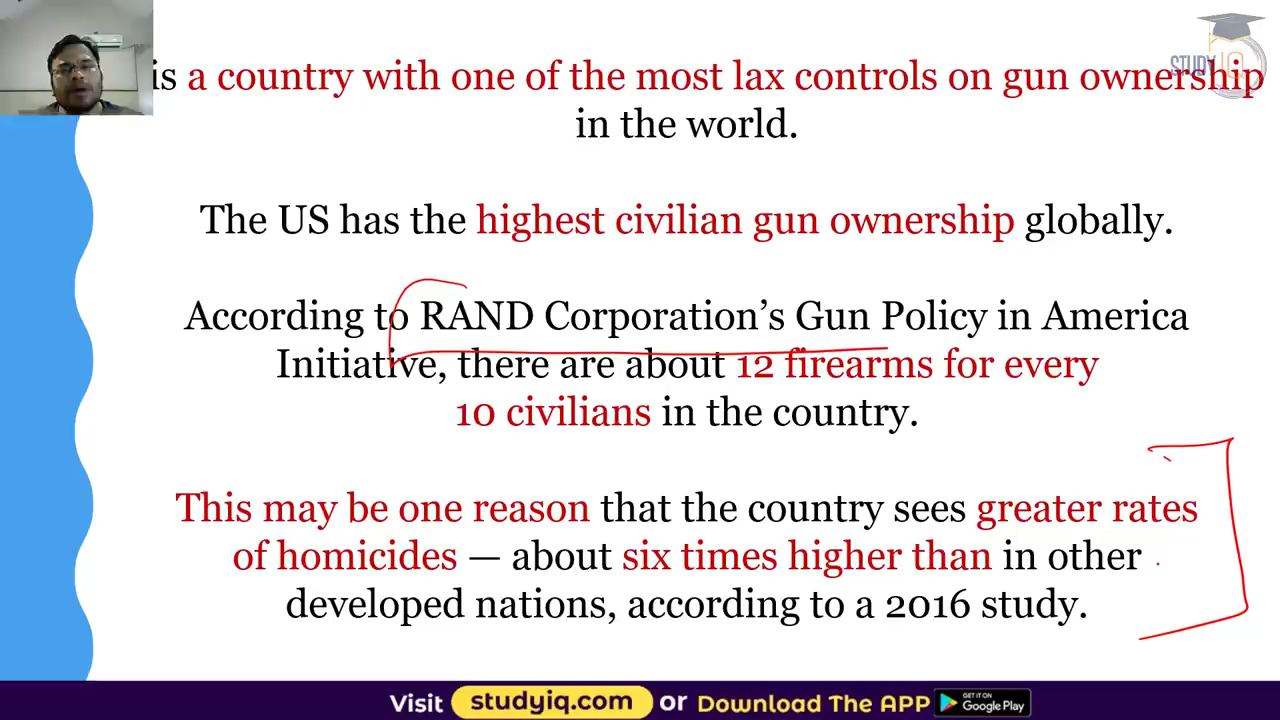 is a country with one of the most lax controls on gun ownership
in the world.
The US has the highest civilian gun ownership globally.
According to RAND Corporation's Gun Policy in America
Initiative, there are about 12 firearms for every
10 civilians in the country.
This may be one reason that the country sees greater rates
of homicides — about six times higher than in other
developed nations, according to a 2016 study.
STUDY IQ
Visit studyiq.com or Download The APP GET IT ON Google Play